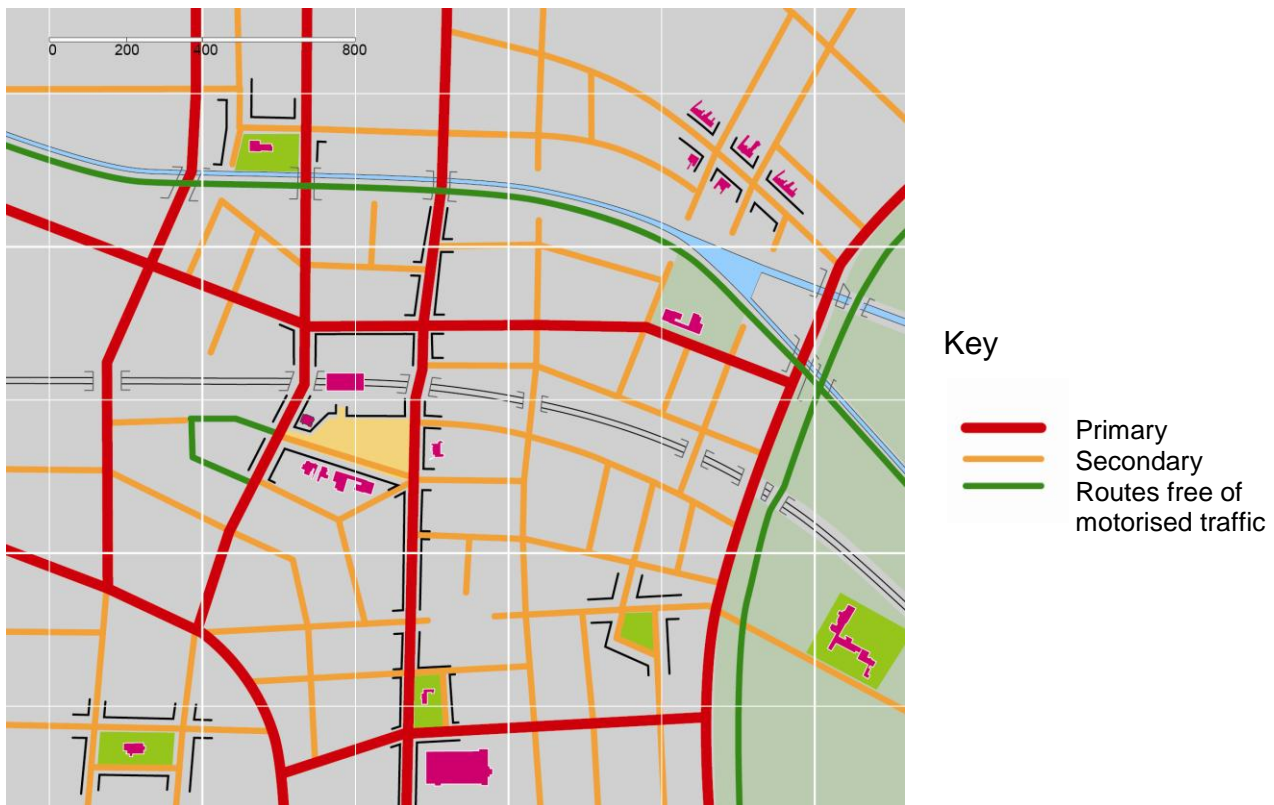 0 200 400 800
Key
Primary
Secondary
Routes free of
motorised traffic